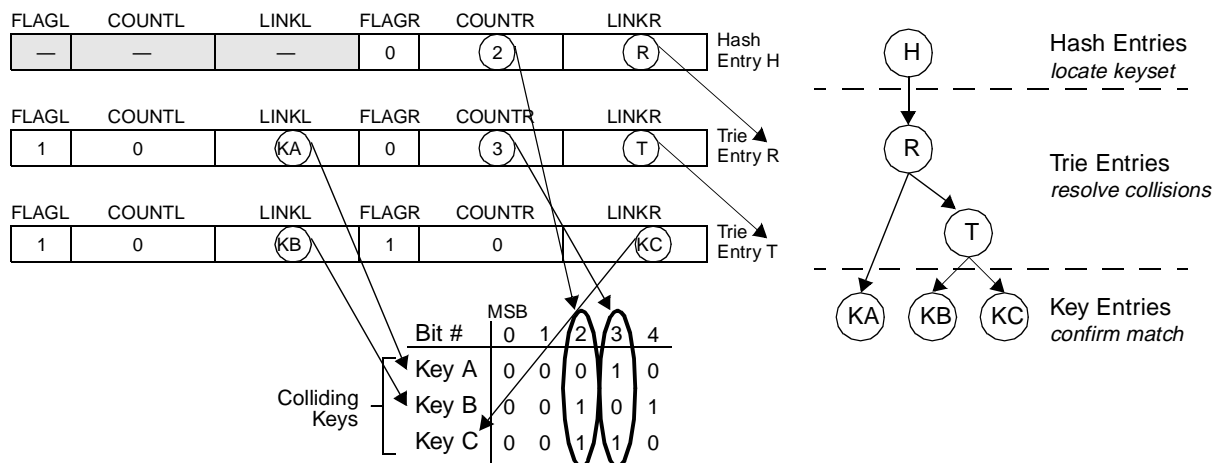 FLAGL COUNTL LINKL FLAGR COUNTR LINKR
— — — 0 2 R Hash
Entry H
FLAGL COUNTL LINKL FLAGR COUNTR LINKR
1 0 KA 0 3 T Trie
Entry R
FLAGL COUNTL LINKL FLAGR COUNTR LINKR
1 0 KB 1 0 KC Trie
Entry T
MSB
Bit # 0 1 2 3 4
Key A 0 0 0 1 0
Key B 0 0 1 0 1
Key C 0 0 1 1 0
Colliding
Keys
H
Hash Entries
locate keyset
R
Trie Entries
resolve collisions
T
KA KB KC
Key Entries
confirm match